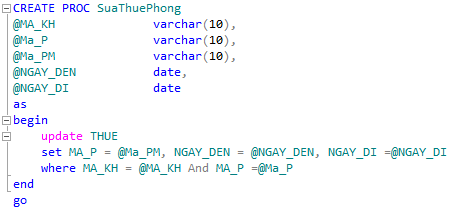 CREATE PROC SuaThuePhong
@MA_KH varchar(10),
@Ma_P varchar(10),
@Ma_PM varchar(10),
@NGAY_DEN date,
@NGAY_DI date
as
begin
update THUE
set MA_P = @Ma_PM, NGAY_DEN = @NGAY_DEN, NGAY_DI =@NGAY_DI
where MA_KH = @MA_KH And MA_P =@Ma_P
end
go